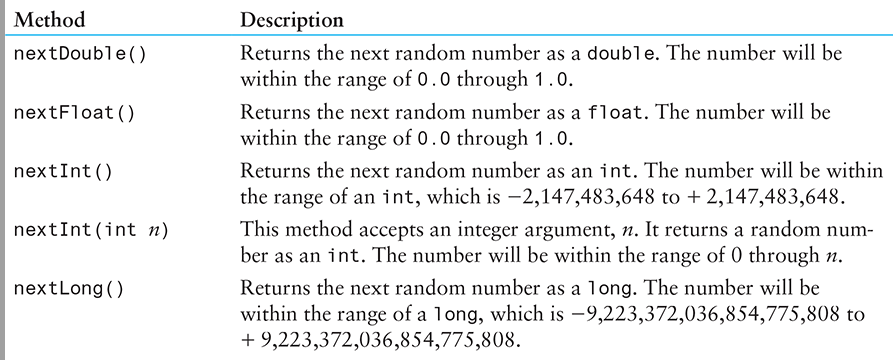 Method Description
nextDouble() Returns the next random number as a double. The number will be
within the range of 0.0 through 1.0.
nextFloat() Returns the next random number as a float. The number will be
within the range of 0.0 through 1.0.
nextInt() Returns the next random number as an int. The number will be within
the range of an int, which is −2,147,483,648 to + 2,147,483,648.
nextInt(int n) This method accepts an integer argument, n. It returns a random num-
ber as an int. The number will be within the range of 0 through n.
nextLong() Returns the next random number as a long. The number will be
within the range of a long, which is −9,223,372,036,854,775,808 to
+ 9,223,372,036,854,775,808.